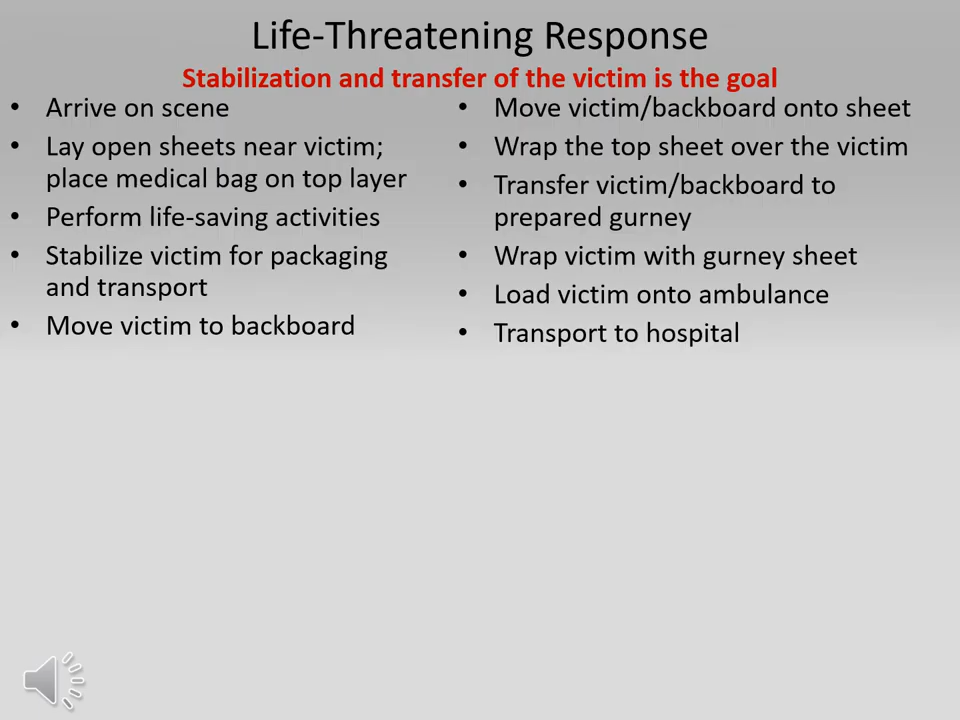 Life-Threatening Response
Stabilization and transfer of the victim is the goal
• Arrive on scene
• Lay open sheets near victim;
place medical bag on top layer
• Perform life-saving activities
• Stabilize victim for packaging
and transport
• Move victim to backboard
• Move victim/backboard onto sheet
• Wrap the top sheet over the victim
• Transfer victim/backboard to
prepared gurney
• Wrap victim with gurney sheet
• Load victim onto ambulance
• Transport to hospital